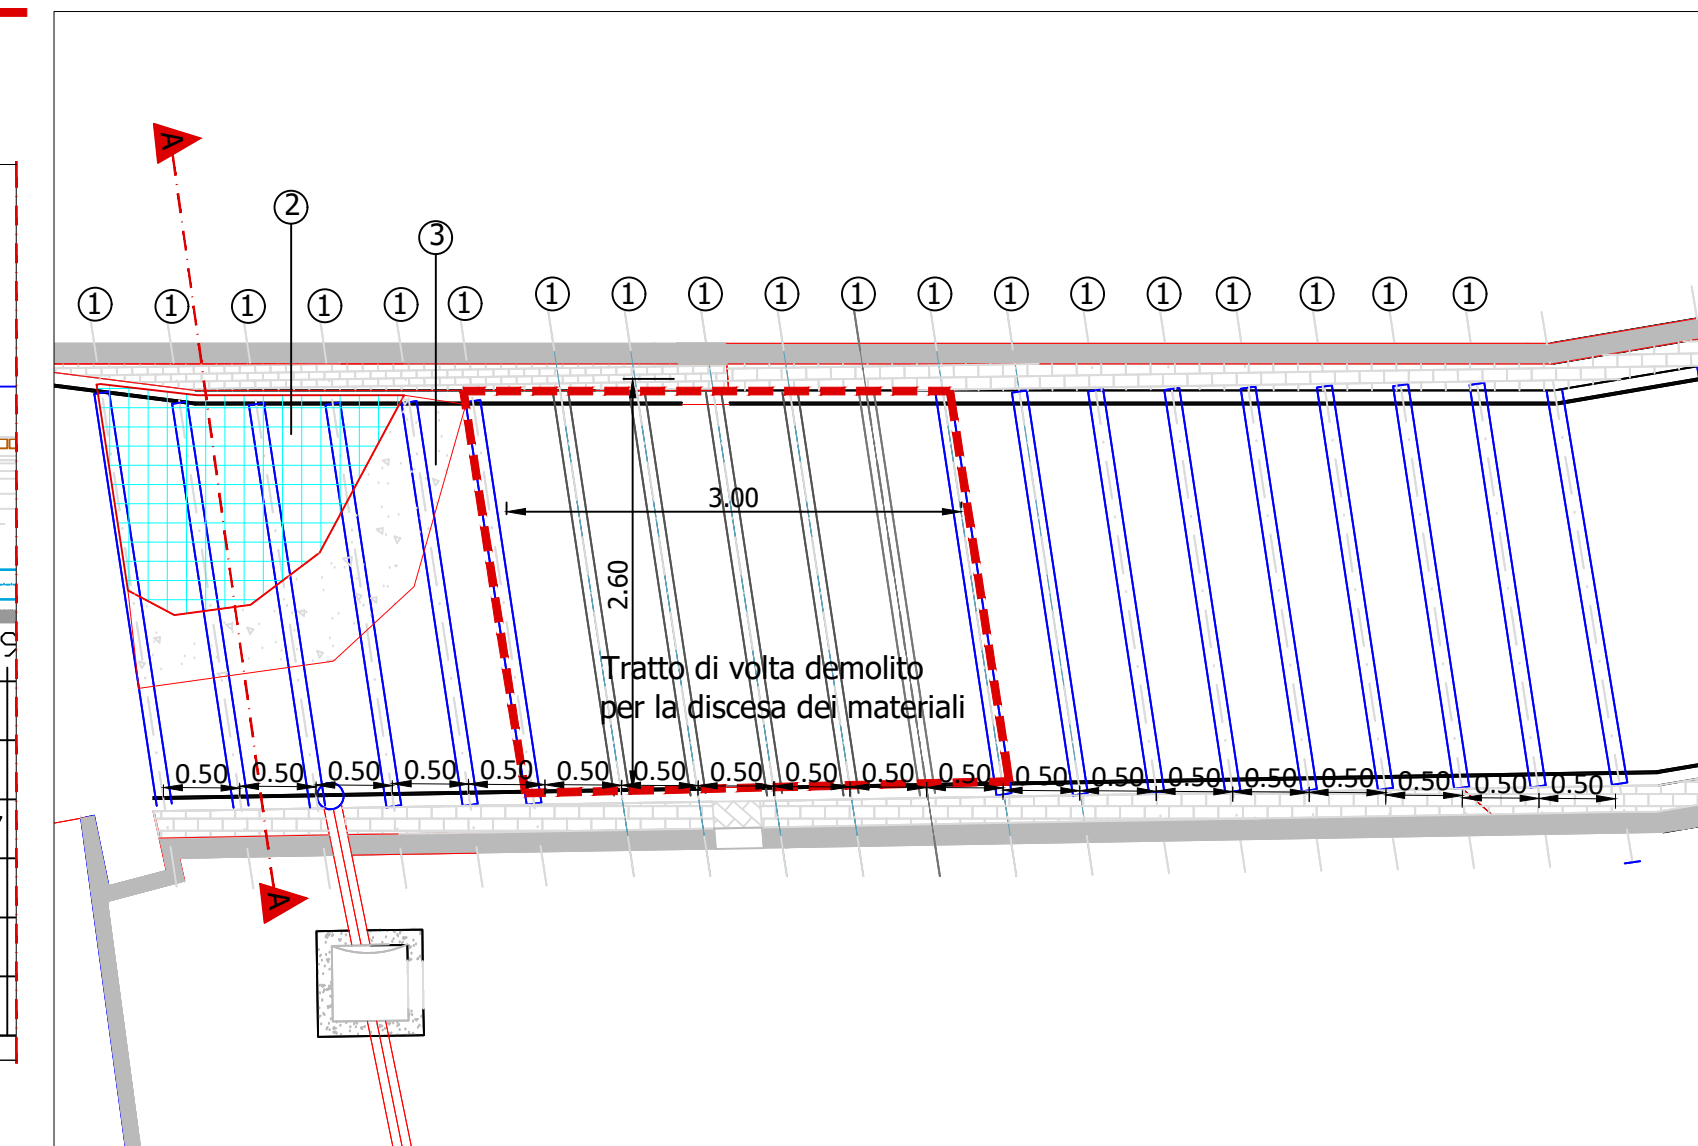 A
2
3
1 1 1 1 1 1 1 1 1 1 1 1 1 1 1 1 1 1 1
3.00
2.60
Tratto di volta demolito
per la discesa dei materiali
0.50 0.50 0.50 0.50 0.50 0.50 0.50 0.50 0.50 0.50 0.50 0.50 0.50 0.50 0.50 0.50 0.50 0.50 0.50
A